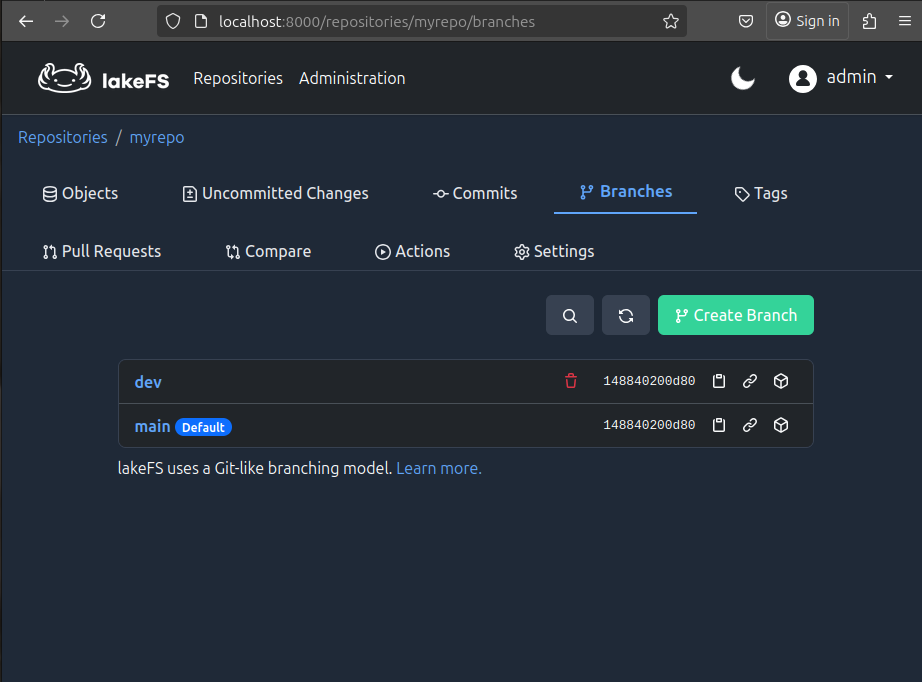 localhost:8000/repositories/myrepo/branches Sign in
lakeFS Repositories Administration admin
Repositories / myrepo
Objects Uncommitted Changes Commits Branches Tags
Pull Requests Compare Actions Settings
Create Branch
dev 148840200d80
main Default 148840200d80
lakeFS uses a Git-like branching model. Learn more.